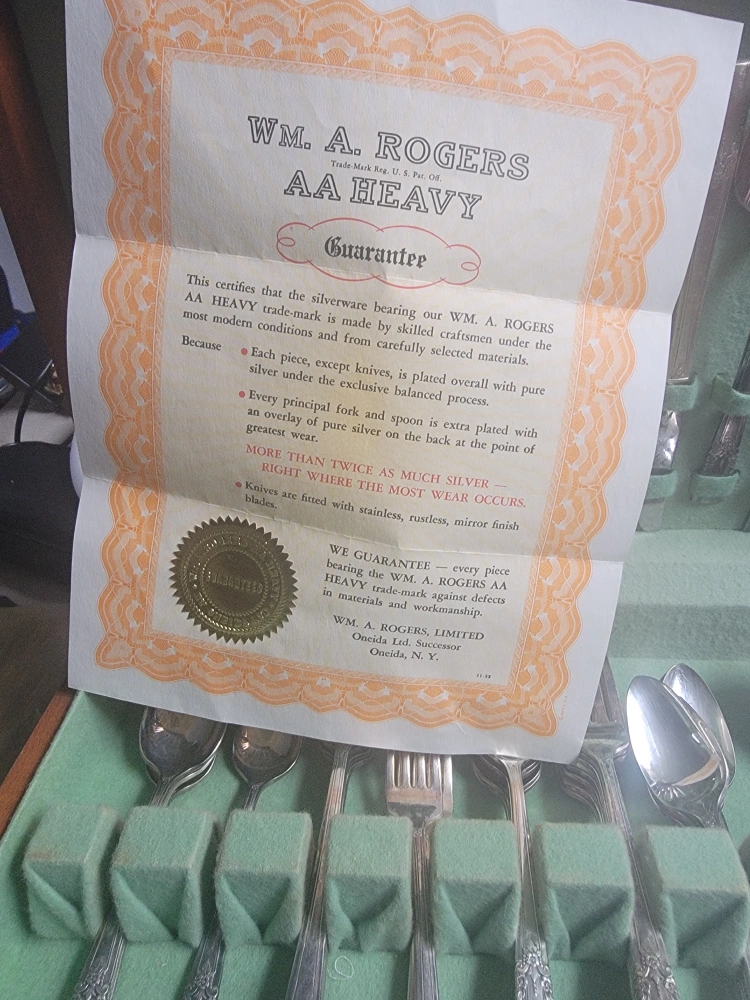 WM. A. ROGERS
Trade-Mark Reg. U. S. Pat. Off.
AA HEAVY
Guarantee
This certifies that the silverware bearing our WM. A. ROGERS
AA HEAVY trade-mark is made by skilled craftsmen under the
most modern conditions and from carefully selected materials.
Because
• Each piece, except knives, is plated overall with pure
silver under the exclusive balanced process.
• Every principal fork and spoon is extra plated with
an overlay of pure silver on the back at the point of
greatest wear.
MORE THAN TWICE AS MUCH SILVER —
RIGHT WHERE THE MOST WEAR OCCURS.
• Knives are fitted with stainless, rustless, mirror finish
blades.
WE GUARANTEE — every piece
bearing the WM. A. ROGERS AA
HEAVY trade-mark against defects
in materials and workmanship.
WM. A. ROGERS, LIMITED
Oneida Ltd. Successor
Oneida, N. Y.
GUARANTEED